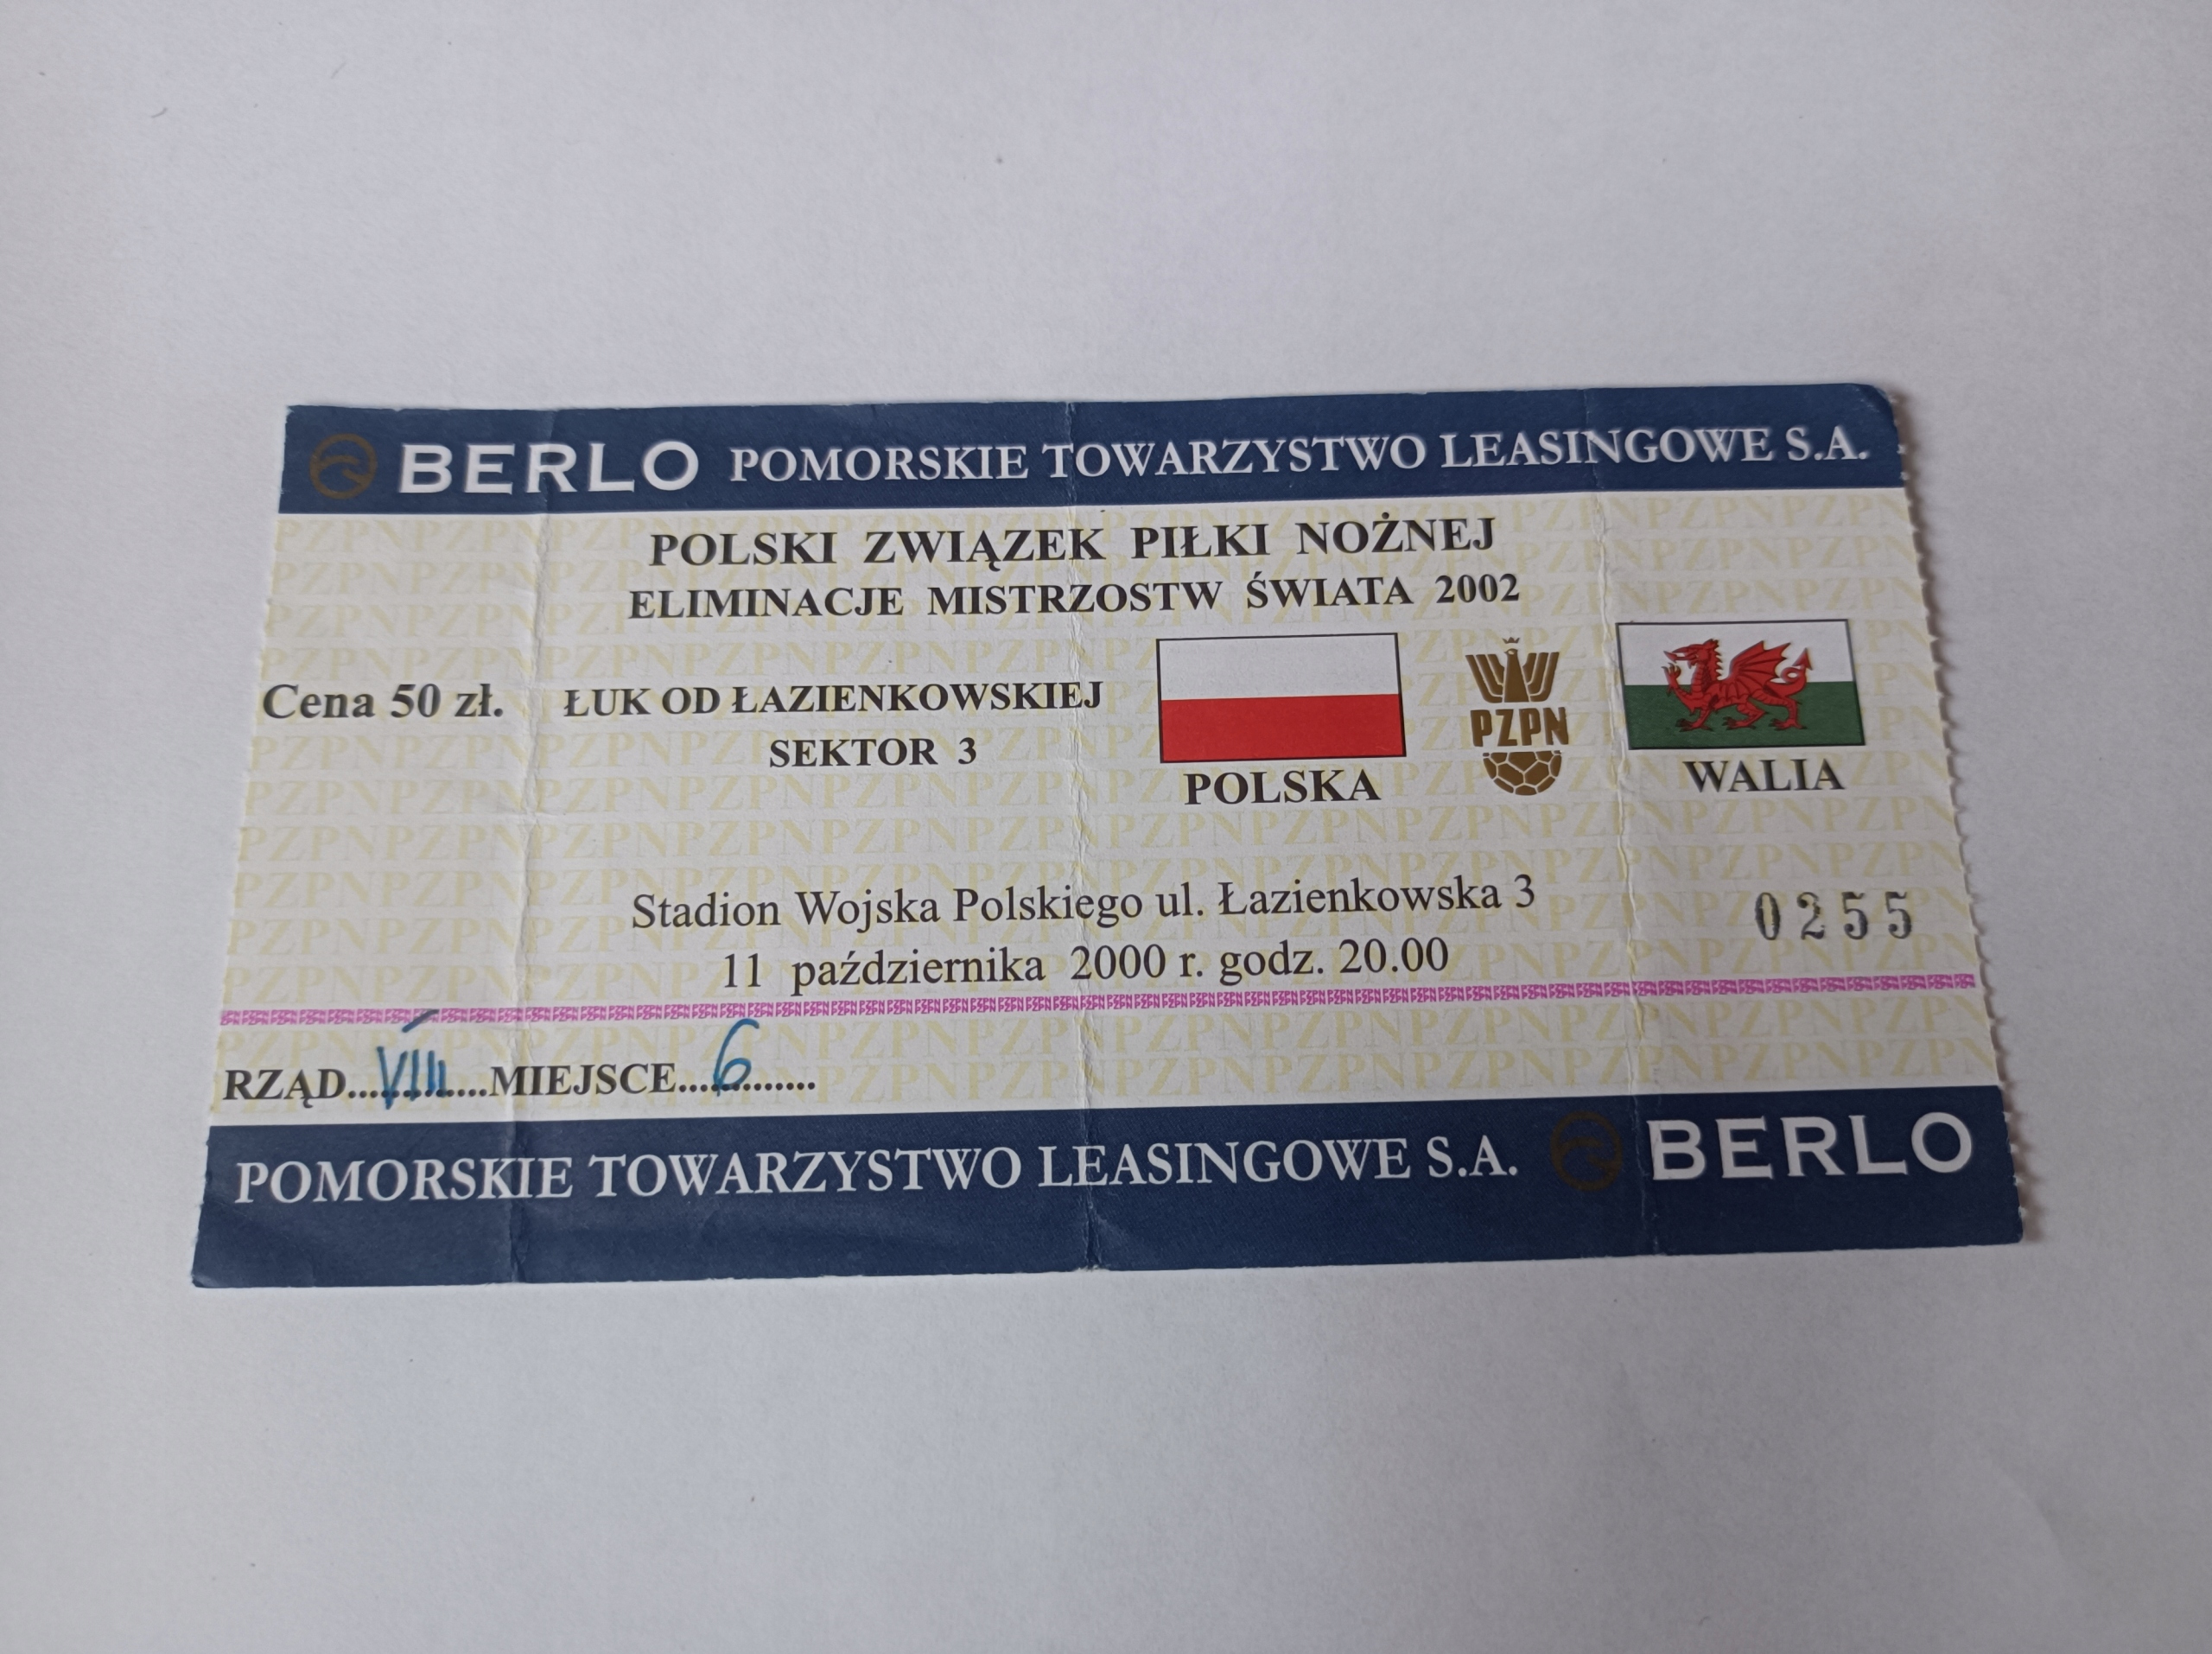 BERLO POMORSKIE TOWARZYSTWO LEASINGOWE S.A.
POLSKI ZWIĄZEK PIŁKI NOŻNEJ
ELIMINACJE MISTRZOSTW ŚWIATA 2002
Cena 50 zł. ŁUK OD ŁAZIENKOWSKIEJ
SEKTOR 3
PZPN
POLSKA WALIA
Stadion Wojska Polskiego ul. Łazienkowska 3
0255
11 października 2000 r. godz. 20.00
RZĄD...VIII...MIEJSCE...6...
POMORSKIE TOWARZYSTWO LEASINGOWE S.A. BERLO